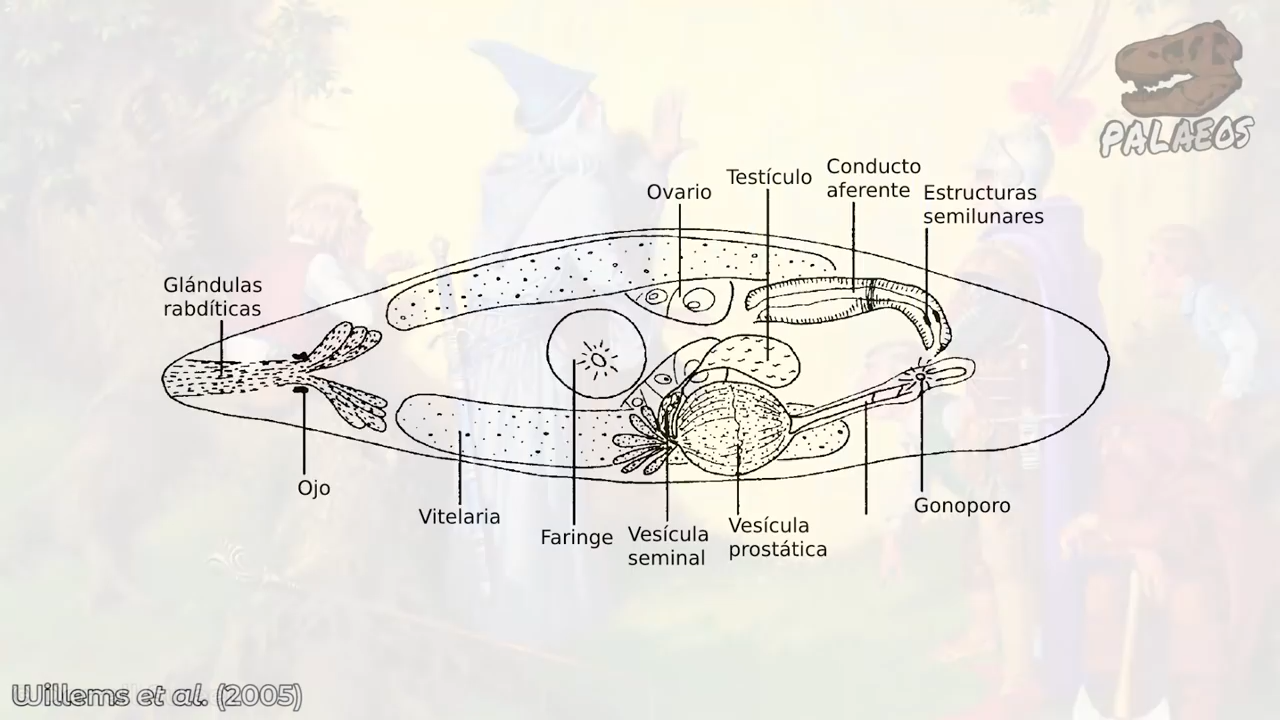 PALAEOS
Conducto
aferente
Testículo
Ovario
Estructuras
semilunares
Glándulas
rabdíticas
Ojo
Vitelaria
Faringe
Vesícula
seminal
Vesícula
prostática
Gonoporo
Willems et al. (2005)